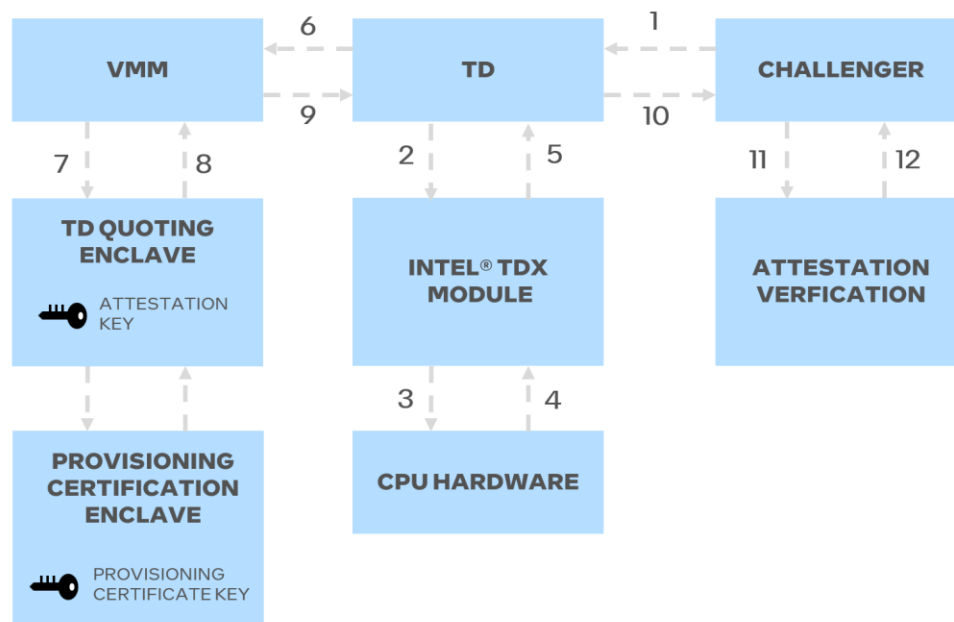 6
1
VMM
TD
CHALLENGER
9
10
7
8
2
5
11
12
TD QUOTING
ENCLAVE
ATTESTATION
KEY
INTEL® TDX
MODULE
ATTESTATION
VERFICATION
3
4
PROVISIONING
CERTIFICATION
ENCLAVE
PROVISIONING
CERTIFICATE KEY
CPU HARDWARE